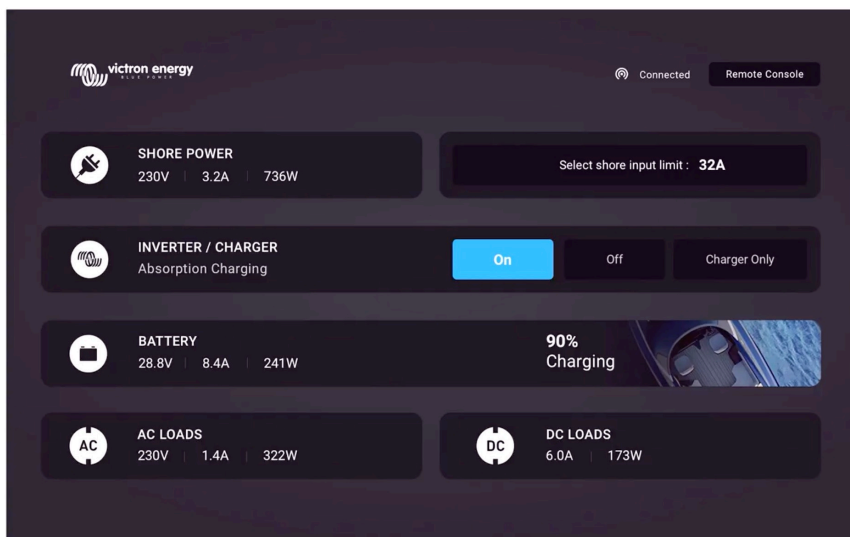 victron energy
BLUE POWER
Connected
Remote Console
SHORE POWER
230V | 3.2A | 736W
Select shore input limit : 32A
INVERTER / CHARGER
Absorption Charging
On
Off
Charger Only
BATTERY
28.8V | 8.4A | 241W
90%
Charging
AC
AC LOADS
230V | 1.4A | 322W
DC
DC LOADS
6.0A | 173W